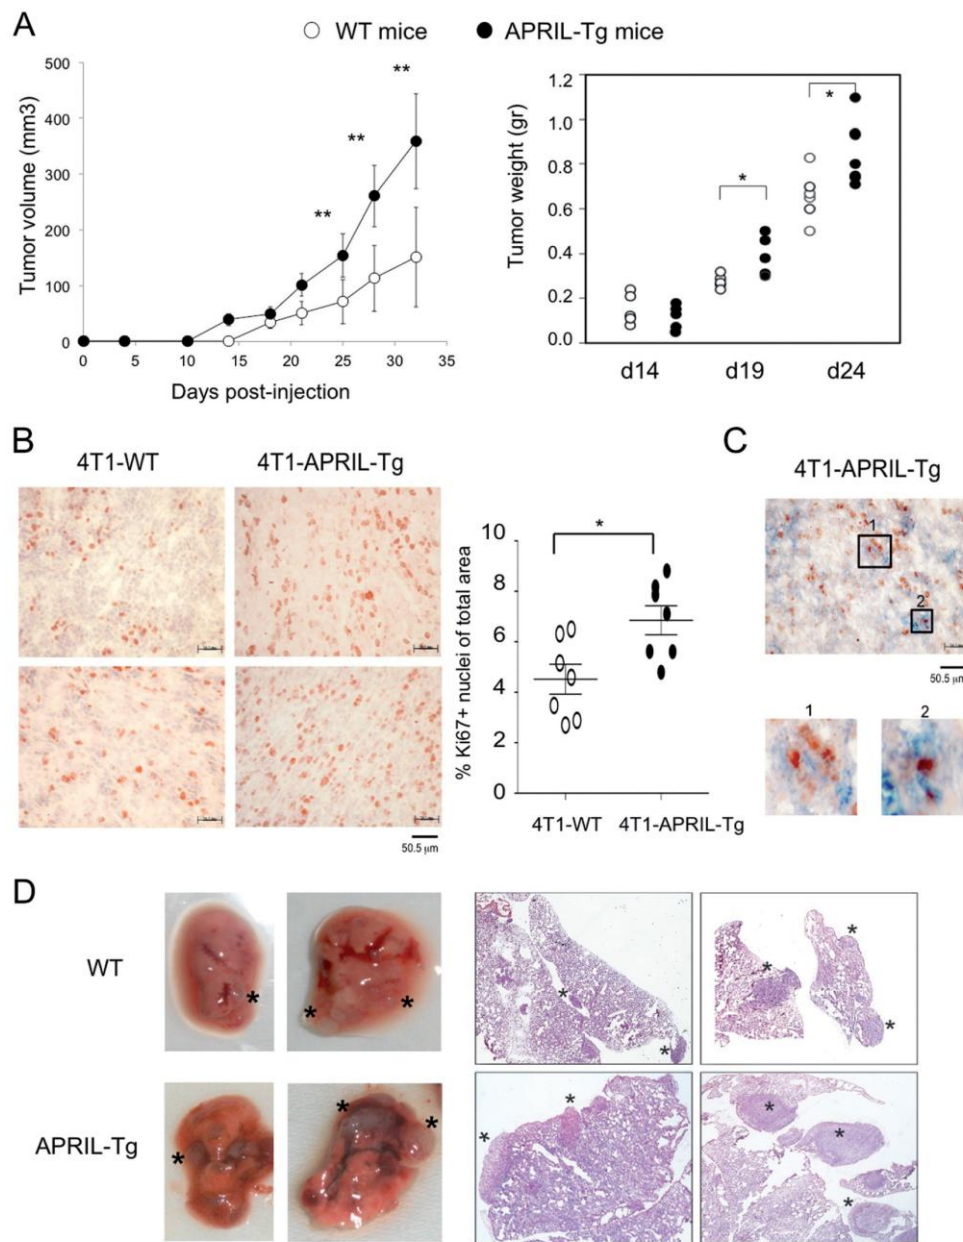 A
WT mice
APRIL-Tg mice
Tumor volume (mm3)
500
400
300
200
100
0
** ** **
0 5 10 15 20 25 30 35
Days post-injection
Tumor weight (gr)
1.2
1.0
0.8
0.6
0.4
0.2
0.0
* *
d14 d19 d24
B
4T1-WT 4T1-APRIL-Tg
50.5 µm
% Ki67+ nuclei of total area
10
8
6
4
2
0
*
4T1-WT 4T1-APRIL-Tg
C
4T1-APRIL-Tg
1
2
50.5 µm
1 2
D
WT
* * *
* * * * *
APRIL-Tg
* * *
* * * * *